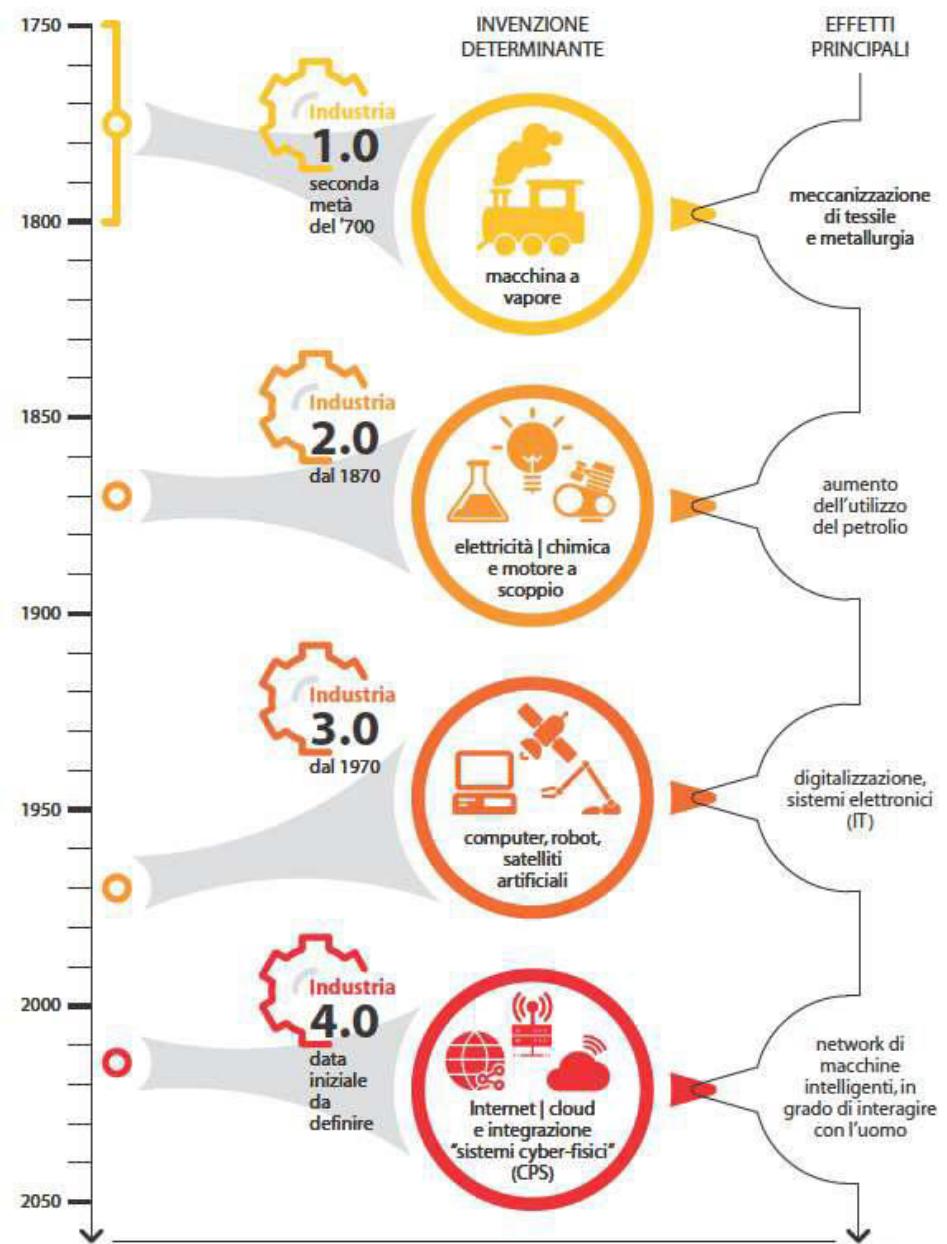 INVENZIONE
DETERMINANTE
EFFETTI
PRINCIPALI
1750
1800
1850
1900
1950
2000
2050
Industria
1.0
seconda
metà
del '700
macchina a
vapore
meccanizzazione
di tessile
e metallurgia
Industria
2.0
dal 1870
elettricità | chimica
e motore a
scoppio
aumento
dell'utilizzo
del petrolio
Industria
3.0
dal 1970
computer, robot,
satelliti
artificiali
digitalizzazione,
sistemi elettronici
(IT)
Industria
4.0
data
iniziale
da
definire
Internet | cloud
e integrazione
"sistemi cyber-fisici"
(CPS)
network di
macchine
intelligenti, in
grado di interagire
con l'uomo